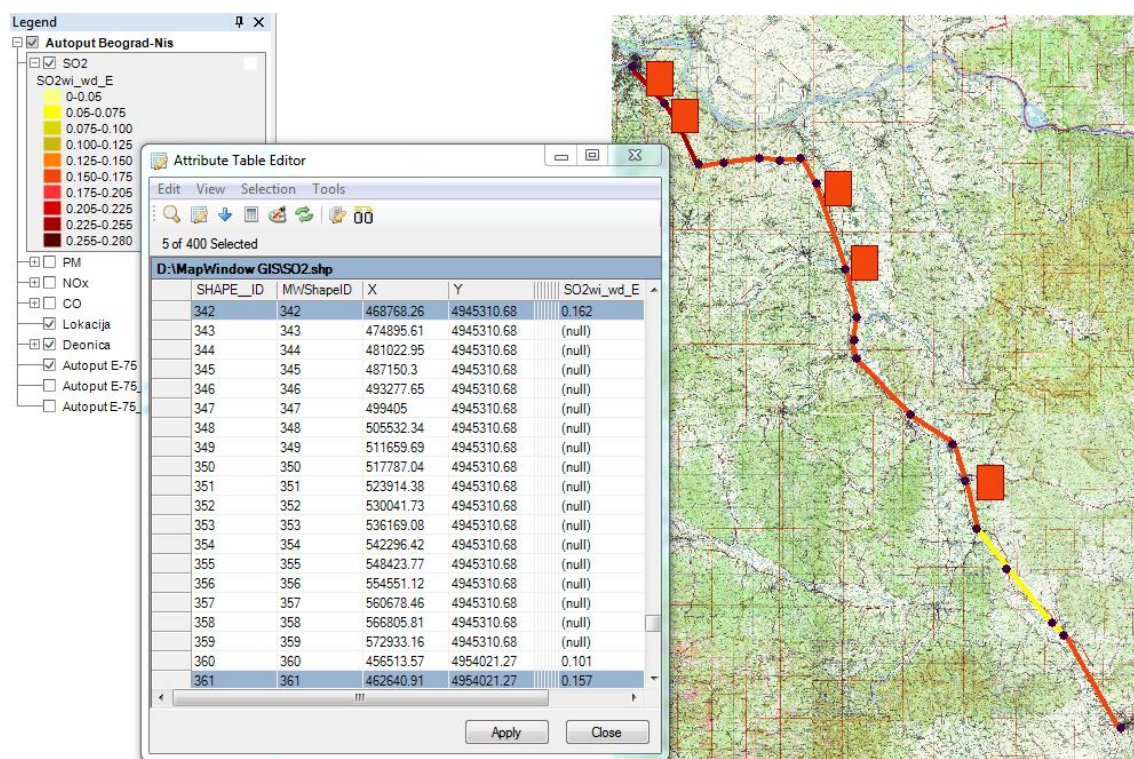 Legend
Autoput Beograd-Nis
SO2
SO2wi_wd_E
0-0.05
0.05-0.075
0.075-0.100
0.100-0.125
0.125-0.150
0.150-0.175
0.175-0.205
0.205-0.225
0.225-0.255
0.255-0.280
PM
NOx
CO
Lokacija
Deonica
Autoput E-75
Autoput E-75_
Autoput E-75_
Attribute Table Editor
Edit View Selection Tools
5 of 400 Selected
D:\MapWindow GIS\SO2.shp
SHAPE__ID MWShapeID X Y SO2wi_wd_E
342 342 468768.26 4945310.68 0.162
343 343 474895.61 4945310.68 (null)
344 344 481022.95 4945310.68 (null)
345 345 487150.3 4945310.68 (null)
346 346 493277.65 4945310.68 (null)
347 347 499405 4945310.68 (null)
348 348 505532.34 4945310.68 (null)
349 349 511659.69 4945310.68 (null)
350 350 517787.04 4945310.68 (null)
351 351 523914.38 4945310.68 (null)
352 352 530041.73 4945310.68 (null)
353 353 536169.08 4945310.68 (null)
354 354 542296.42 4945310.68 (null)
355 355 548423.77 4945310.68 (null)
356 356 554551.12 4945310.68 (null)
357 357 560678.46 4945310.68 (null)
358 358 566805.81 4945310.68 (null)
359 359 572933.16 4945310.68 (null)
360 360 456513.57 4954021.27 0.101
361 361 462640.91 4954021.27 0.157
Apply Close